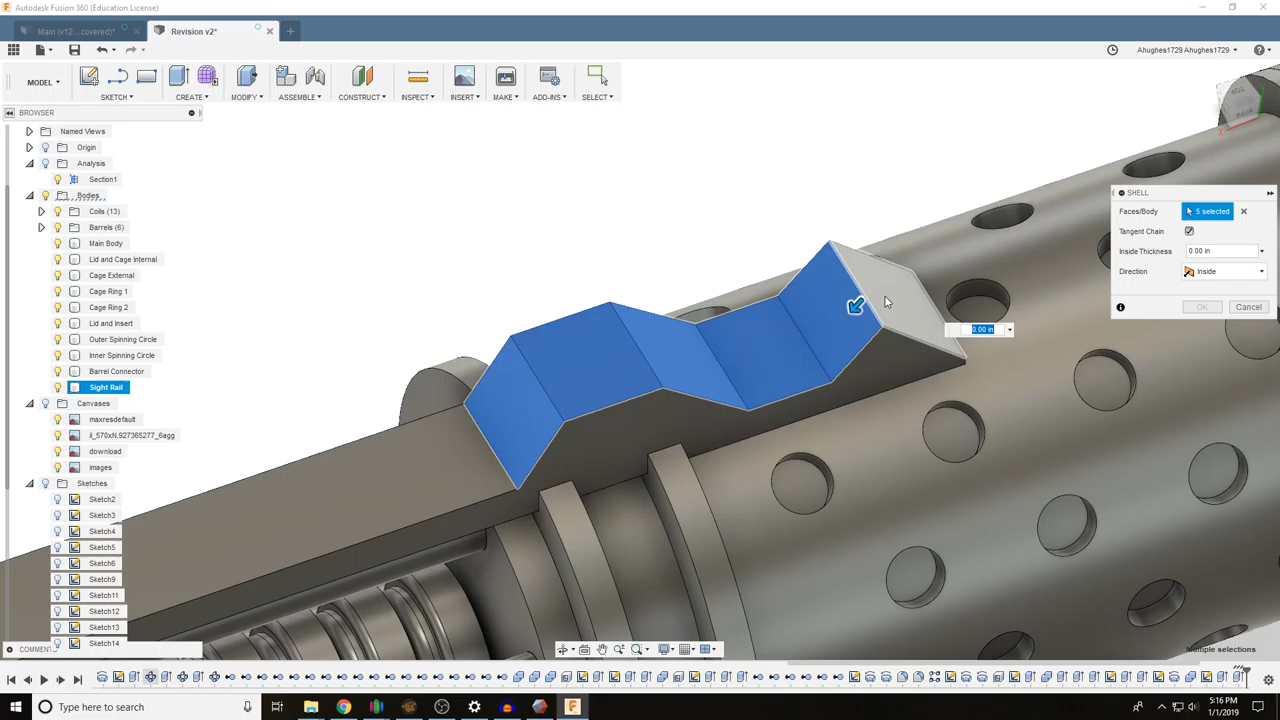 Autodesk Fusion 360 (Education License)
Main (v12...covered)*
Revision v2*
Ahughes1729 Ahughes1729
MODEL
SKETCH
CREATE
MODIFY
ASSEMBLE
CONSTRUCT
INSPECT
INSERT
MAKE
ADD-INS
SELECT
BROWSER
Named Views
Origin
Analysis
Section1
Bodies
Coils (13)
Barrels (6)
Main Body
Lid and Cage Internal
Cage External
Cage Ring 1
Cage Ring 2
Lid and Insert
Outer Spinning Circle
Inner Spinning Circle
Barrel Connector
Sight Rail
Canvases
maxresdefault
il_570xN.927365277_6agg
download
images
Sketches
Sketch2
Sketch3
Sketch4
Sketch5
Sketch6
Sketch9
Sketch11
Sketch12
Sketch13
Sketch14
COMMENT
BACK
X
SHELL
Faces/Body
5 selected
Tangent Chain
Inside Thickness
0.00 in
Direction
Inside
OK
Cancel
0.00 in
Multiple selections
Type here to search
5:16 PM
1/1/2019